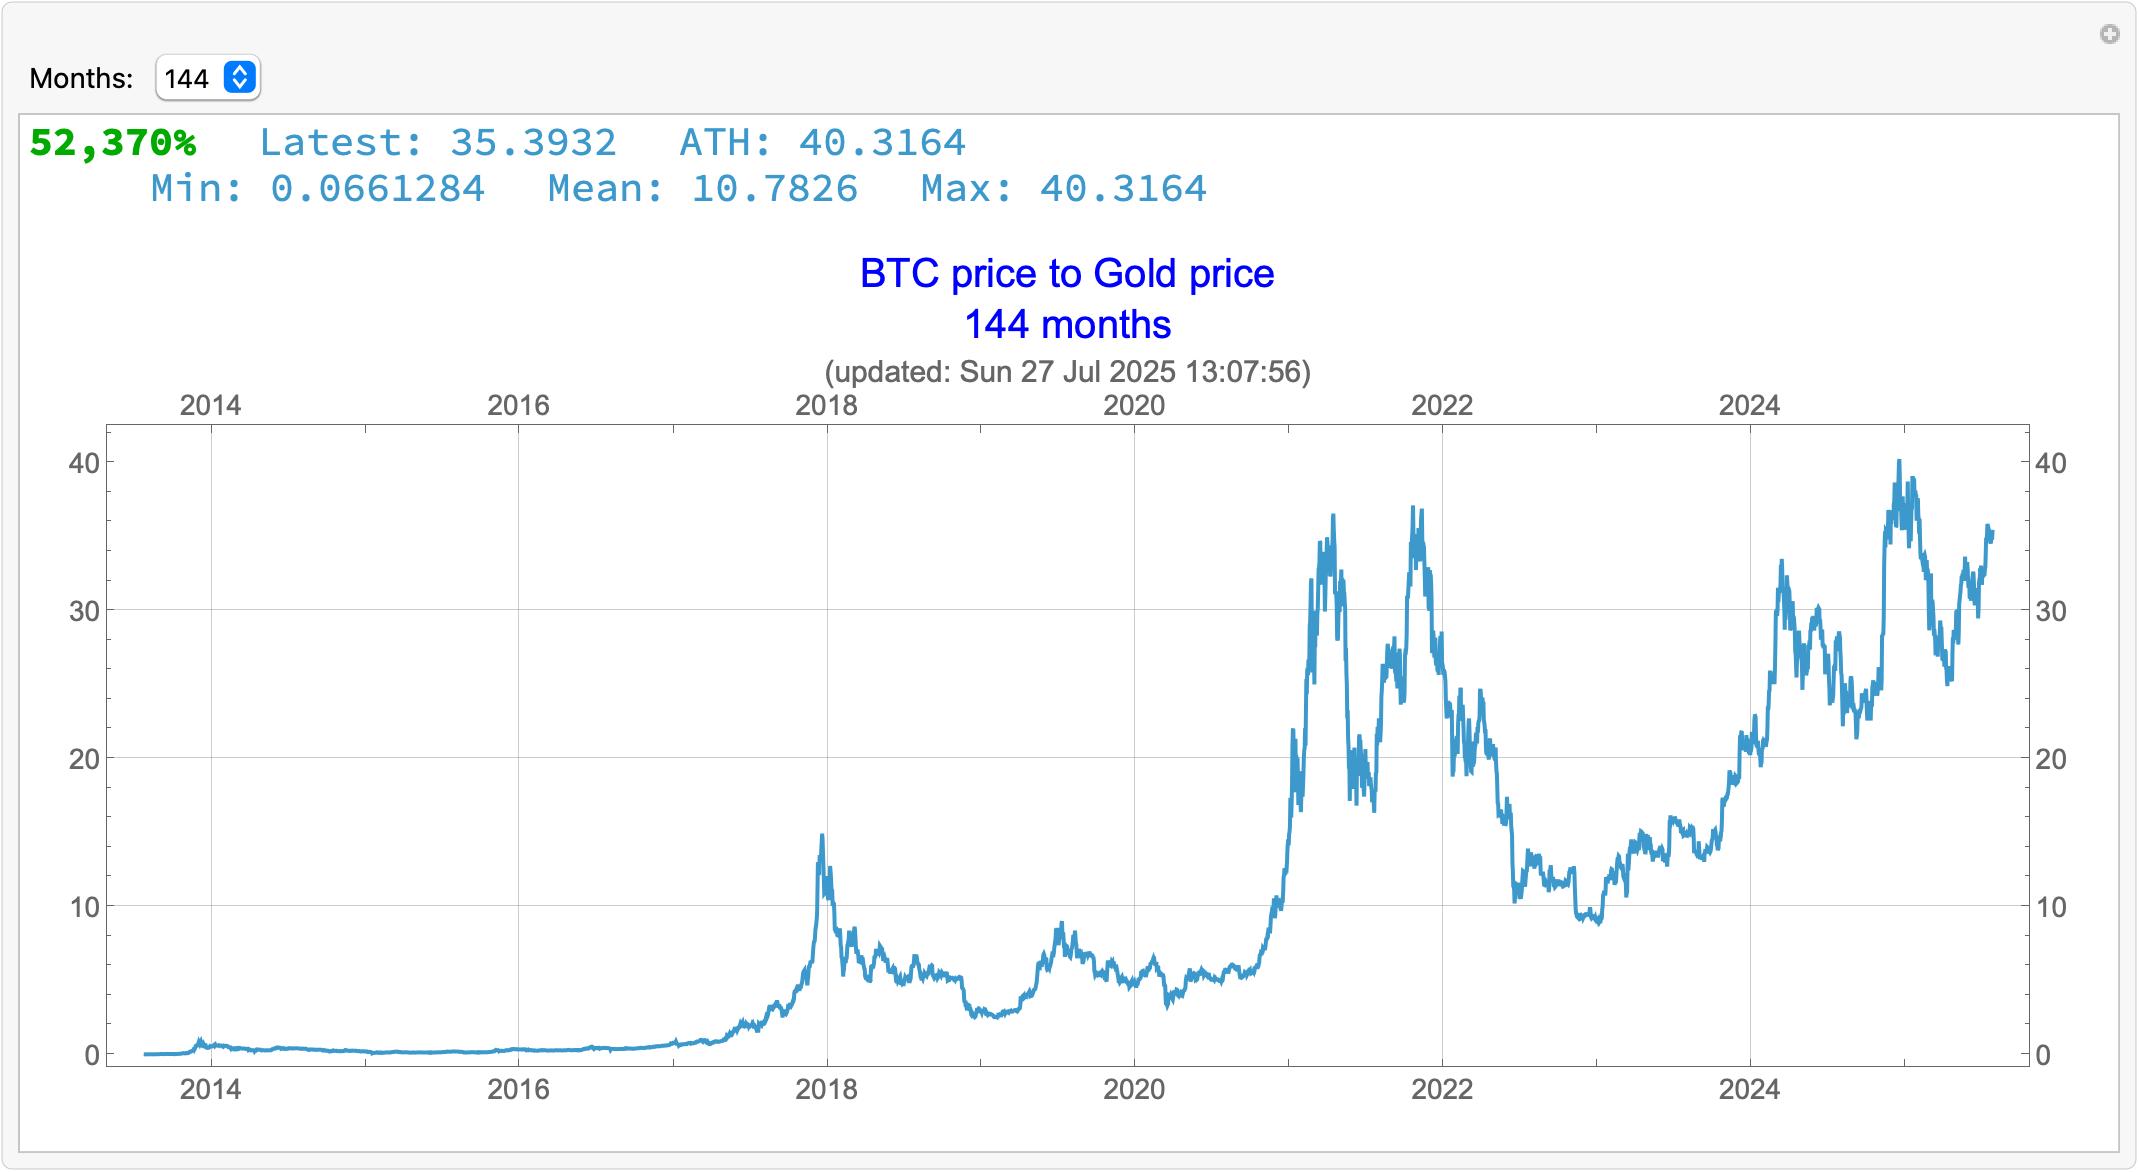 Months: 144
52,370% Latest: 35.3932 ATH: 40.3164
Min: 0.0661284 Mean: 10.7826 Max: 40.3164
BTC price to Gold price
144 months
(updated: Sun 27 Jul 2025 13:07:56)
2014 2016 2018 2020 2022 2024
40 40
30 30
20 20
10 10
0 0
2014 2016 2018 2020 2022 2024